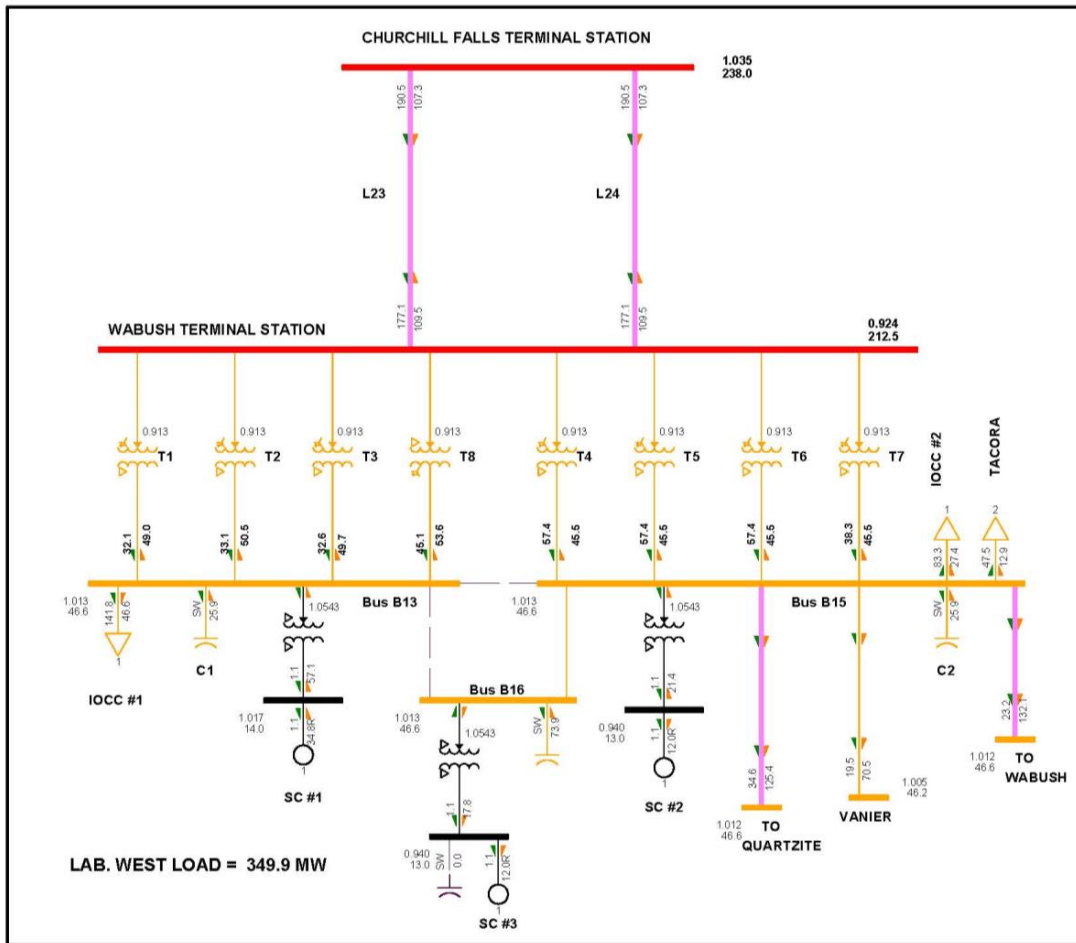 CHURCHILL FALLS TERMINAL STATION
1.035
238.0
190.5
107.3
190.5
107.3
L23
L24
177.1
109.5
177.1
109.5
WABUSH TERMINAL STATION
0.924
212.5
0.913
0.913
0.913
0.913
0.913
0.913
0.913
0.913
T1
T2
T3
T8
T4
T5
T6
T7
IOCC #2
TACORA
1
2
32.1
49.0
33.1
50.5
32.6
49.7
45.1
53.6
57.4
45.5
57.4
45.5
57.4
45.5
38.3
45.5
83.3
27.4
47.5
12.9
1.013
46.6
Bus B13
1.013
46.6
Bus B15
141.8
46.6
SW
25.9
1.0543
1.0543
SW
25.9
1
IOCC #1
C1
C2
1.1
57.1
Bus B16
1.1
21.4
1.017
14.0
1.013
46.6
1.0543
SW
73.9
0.940
13.0
1.1
34.8R
1.1
12.0R
34.6
125.4
19.5
70.5
23.2
132.1
1.012
46.6
TO
WABUSH
1
SC #1
1
SC #2
1.012
46.6
TO
QUARTZITE
VANIER
1.005
46.2
1.1
17.8
0.940
13.0
SW
0.0
1.1
12.0R
1
SC #3
LAB. WEST LOAD = 349.9 MW